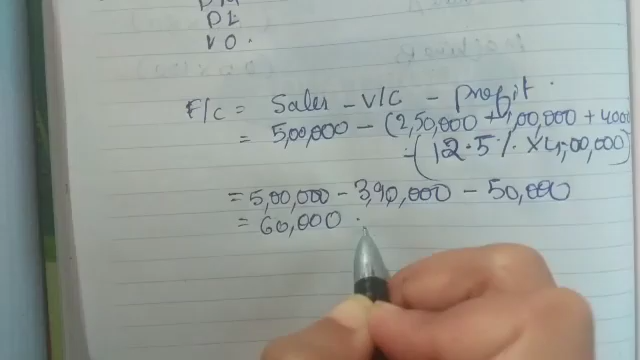 DL
VO.
F/C = Sales - V/C - Profit.
= 5,00,000 - (2,50,000 + 1,00,000 + 4000
- (12.5% X 4,00,000)
= 5,00,000 - 3,90,000 - 50,000
= 60,000.